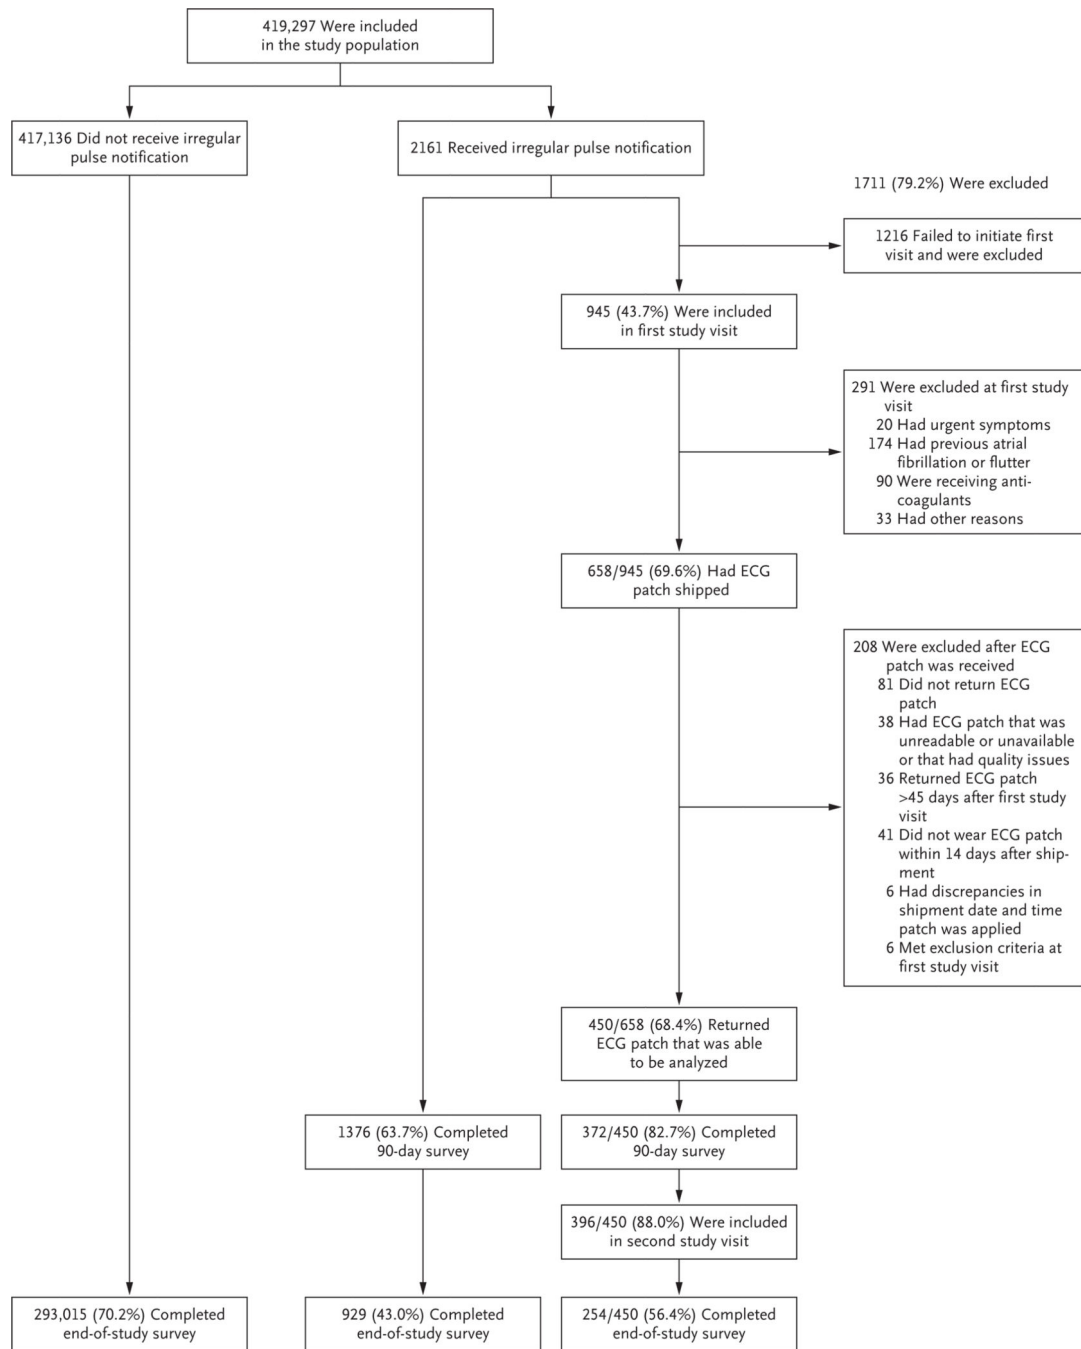 419,297 Were included
in the study population
417,136 Did not receive irregular
pulse notification
2161 Received irregular pulse notification
1711 (79.2%) Were excluded
1216 Failed to initiate first
visit and were excluded
945 (43.7%) Were included
in first study visit
291 Were excluded at first study
visit
20 Had urgent symptoms
174 Had previous atrial
fibrillation or flutter
90 Were receiving anti-
coagulants
33 Had other reasons
658/945 (69.6%) Had ECG
patch shipped
208 Were excluded after ECG
patch was received
81 Did not return ECG
patch
38 Had ECG patch that was
unreadable or unavailable
or that had quality issues
36 Returned ECG patch
>45 days after first study
visit
41 Did not wear ECG patch
within 14 days after ship-
ment
6 Had discrepancies in
shipment date and time
patch was applied
6 Met exclusion criteria at
first study visit
450/658 (68.4%) Returned
ECG patch that was able
to be analyzed
1376 (63.7%) Completed
90-day survey
372/450 (82.7%) Completed
90-day survey
396/450 (88.0%) Were included
in second study visit
293,015 (70.2%) Completed
end-of-study survey
929 (43.0%) Completed
end-of-study survey
254/450 (56.4%) Completed
end-of-study survey